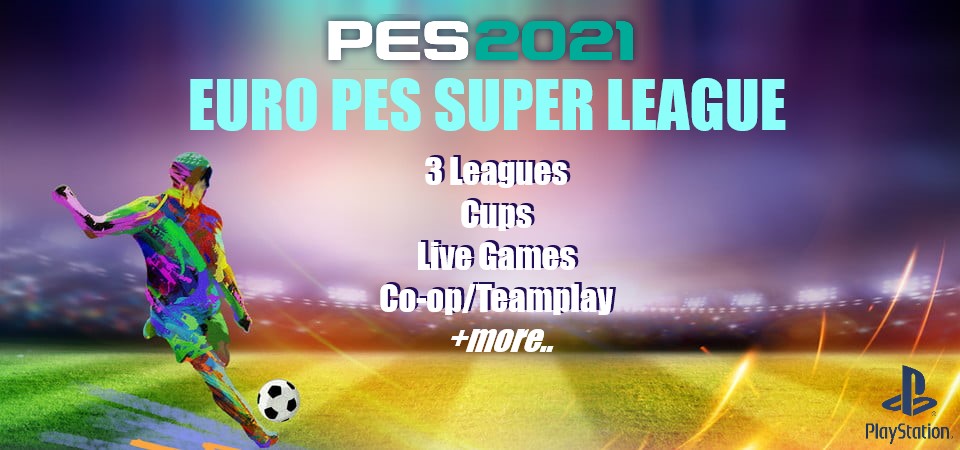 PES2021
EURO PES SUPER LEAGUE
3 Leagues
Cups
Live Games
Co-op/Teamplay
+more..
PlayStation.